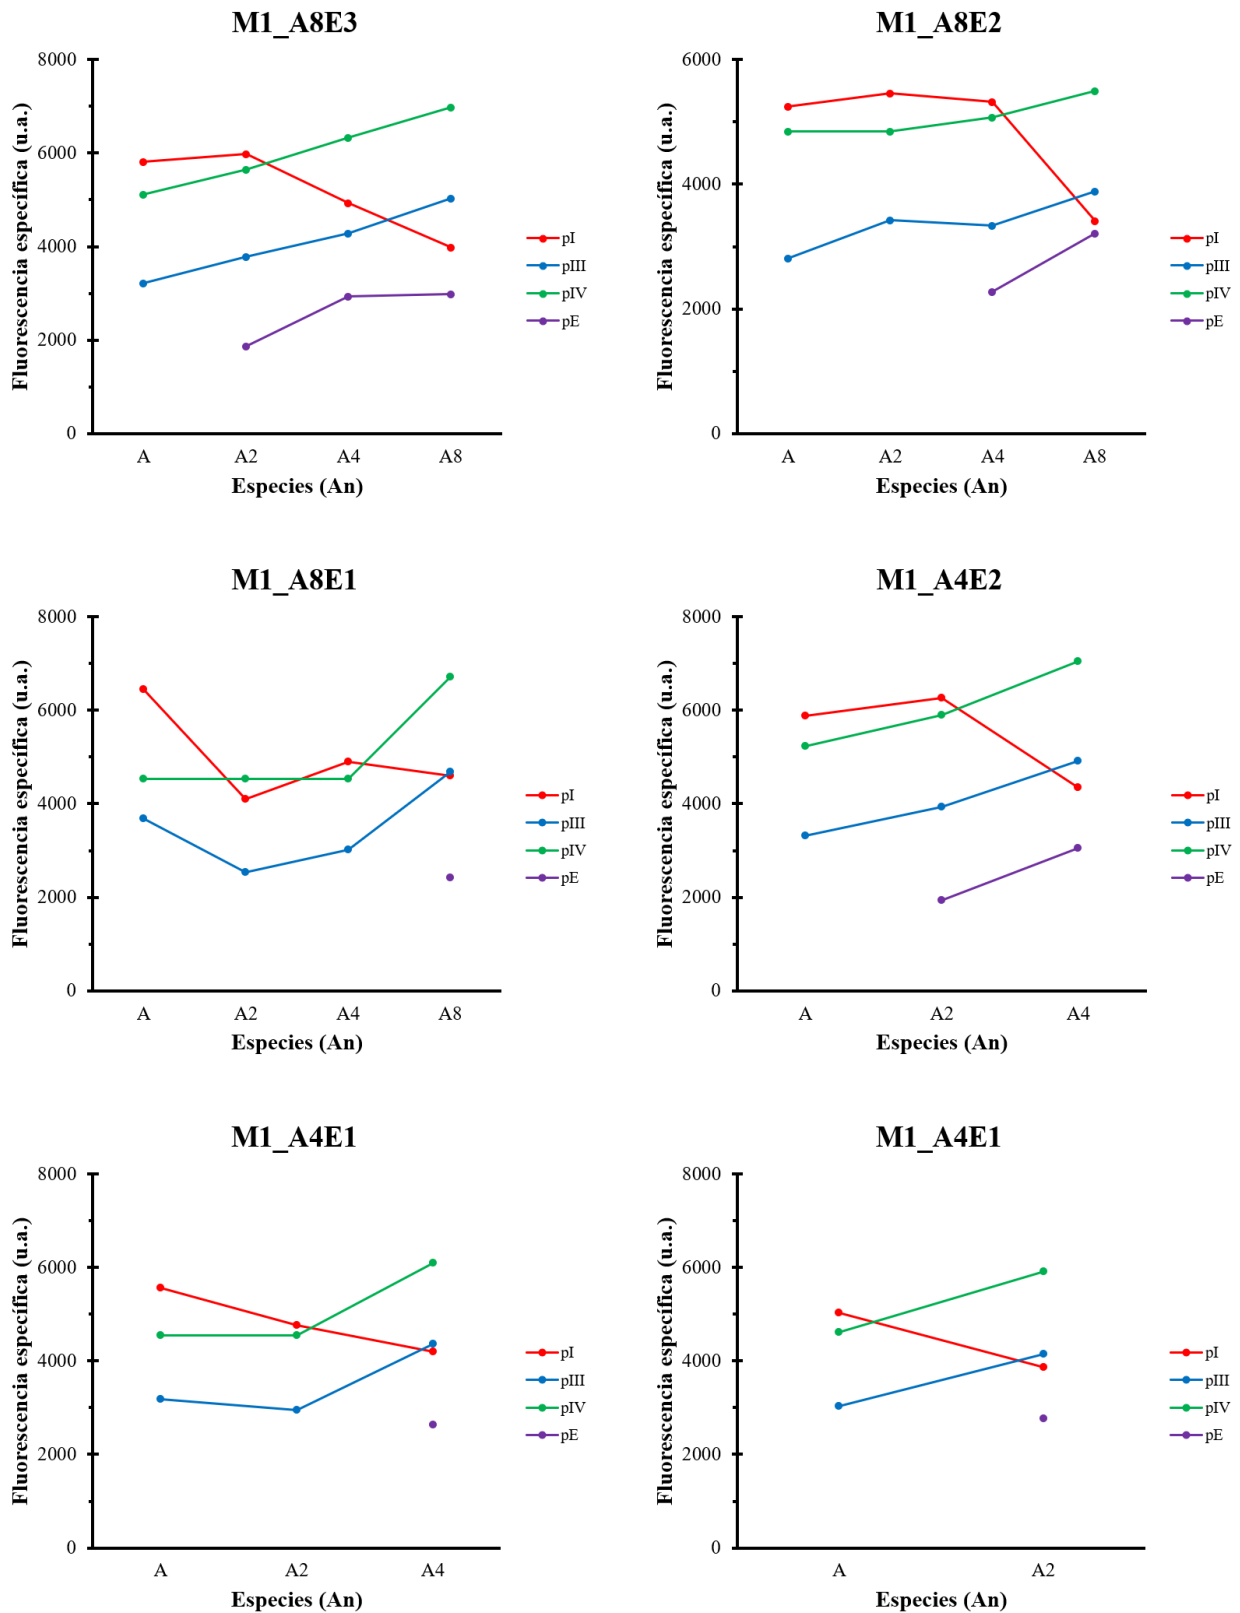 M1_A8E3
Fluorescencia específica (u.a.)
8000
6000
4000
2000
0
A A2 A4 A8
Especies (An)
pI
pIII
pIV
pE
M1_A8E2
Fluorescencia específica (u.a.)
6000
4000
2000
0
A A2 A4 A8
Especies (An)
pI
pIII
pIV
pE
M1_A8E1
Fluorescencia específica (u.a.)
8000
6000
4000
2000
0
A A2 A4 A8
Especies (An)
pI
pIII
pIV
pE
M1_A4E2
Fluorescencia específica (u.a.)
8000
6000
4000
2000
0
A A2 A4
Especies (An)
pI
pIII
pIV
pE
M1_A4E1
Fluorescencia específica (u.a.)
8000
6000
4000
2000
0
A A2 A4
Especies (An)
pI
pIII
pIV
pE
M1_A4E1
Fluorescencia específica (u.a.)
8000
6000
4000
2000
0
A A2
Especies (An)
pI
pIII
pIV
pE